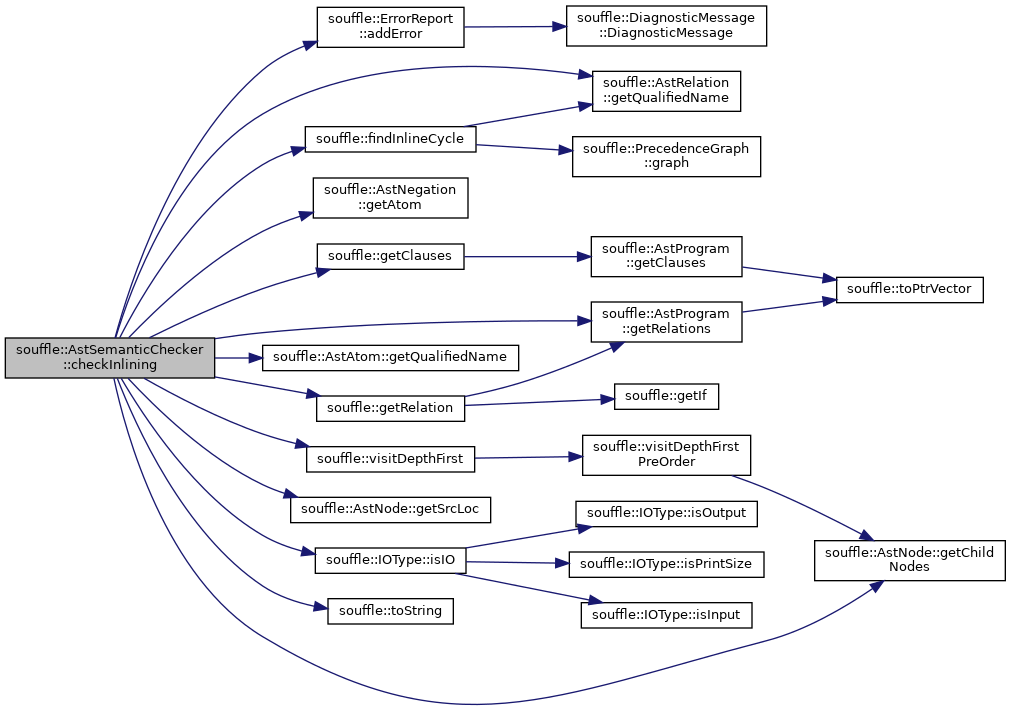 souffle::ErrorReport
::addError
souffle::DiagnosticMessage
::DiagnosticMessage
souffle::AstRelation
::getQualifiedName
souffle::findInlineCycle
souffle::PrecedenceGraph
::graph
souffle::AstNegation
::getAtom
souffle::getClauses
souffle::AstProgram
::getClauses
souffle::toPtrVector
souffle::AstProgram
::getRelations
souffle::AstSemanticChecker
::checkInlining
souffle::AstAtom::getQualifiedName
souffle::getRelation
souffle::getIf
souffle::visitDepthFirst
souffle::visitDepthFirst
PreOrder
souffle::AstNode::getSrcLoc
souffle::IOType::isOutput
souffle::IOType::isIO
souffle::IOType::isPrintSize
souffle::AstNode::getChild
Nodes
souffle::toString
souffle::IOType::isInput